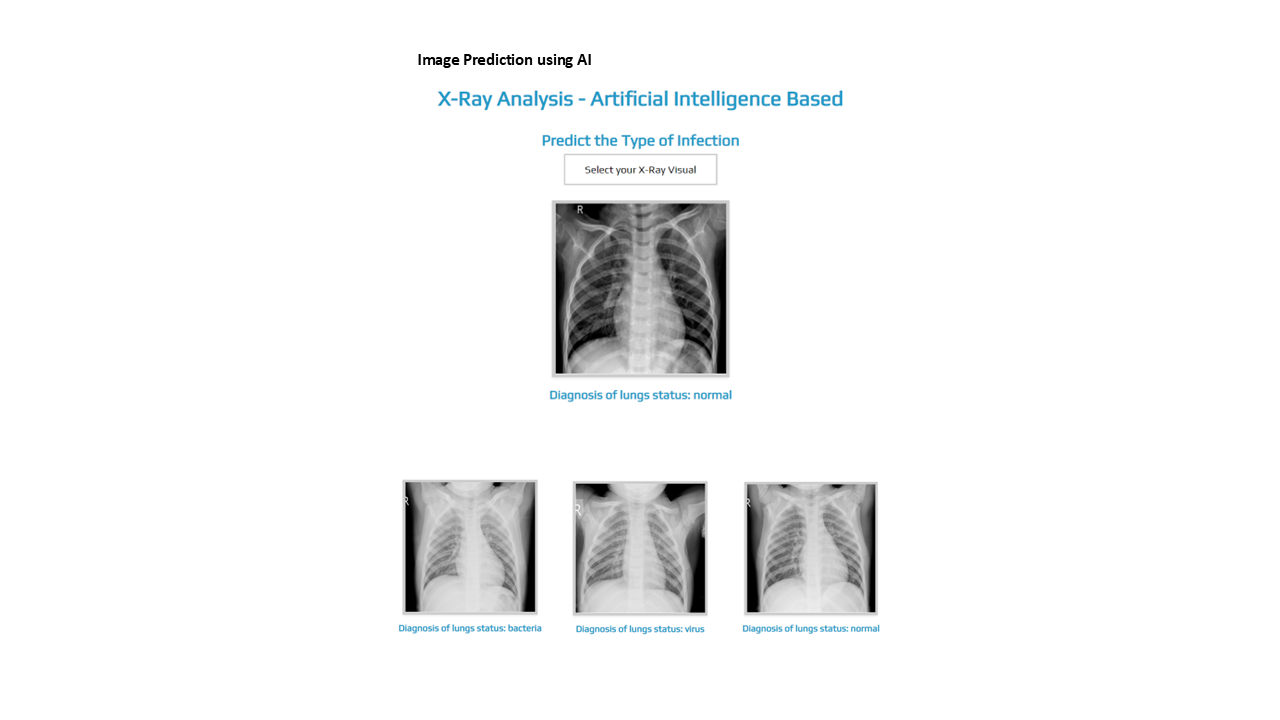 Image Prediction using AI
X-Ray Analysis - Artificial Intelligence Based
Predict the Type of Infection
Select your X-Ray Visual
R
Diagnosis of lungs status: normal
R
R
R
Diagnosis of lungs status: bacteria
Diagnosis of lungs status: virus
Diagnosis of lungs status: normal